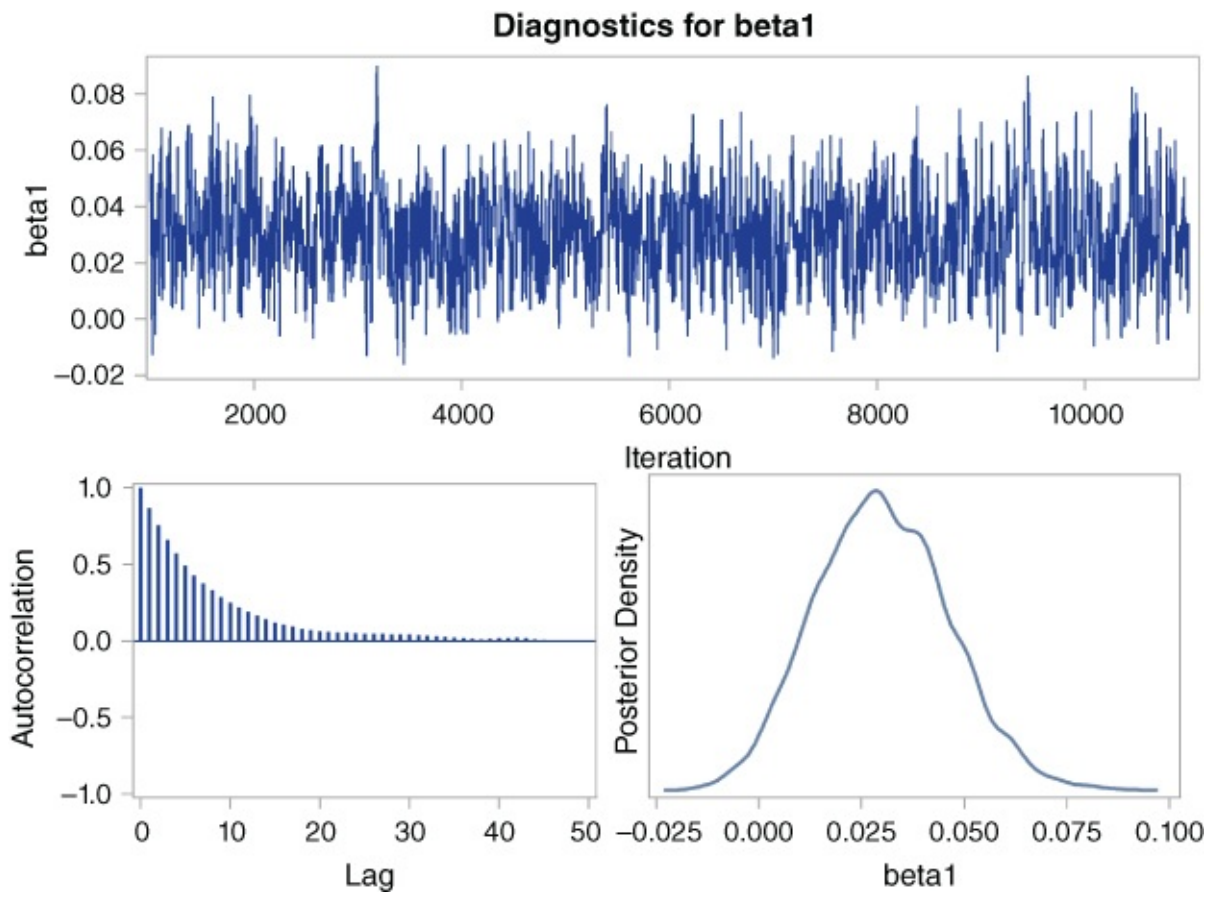 Diagnostics for beta1
beta1
0.08
0.06
0.04
0.02
0.00
−0.02
2000 4000 6000 8000 10000
Iteration
Autocorrelation
1.0
0.5
0.0
−0.5
−1.0
0 10 20 30 40 50
Lag
Posterior Density
−0.025 0.000 0.025 0.050 0.075 0.100
beta1